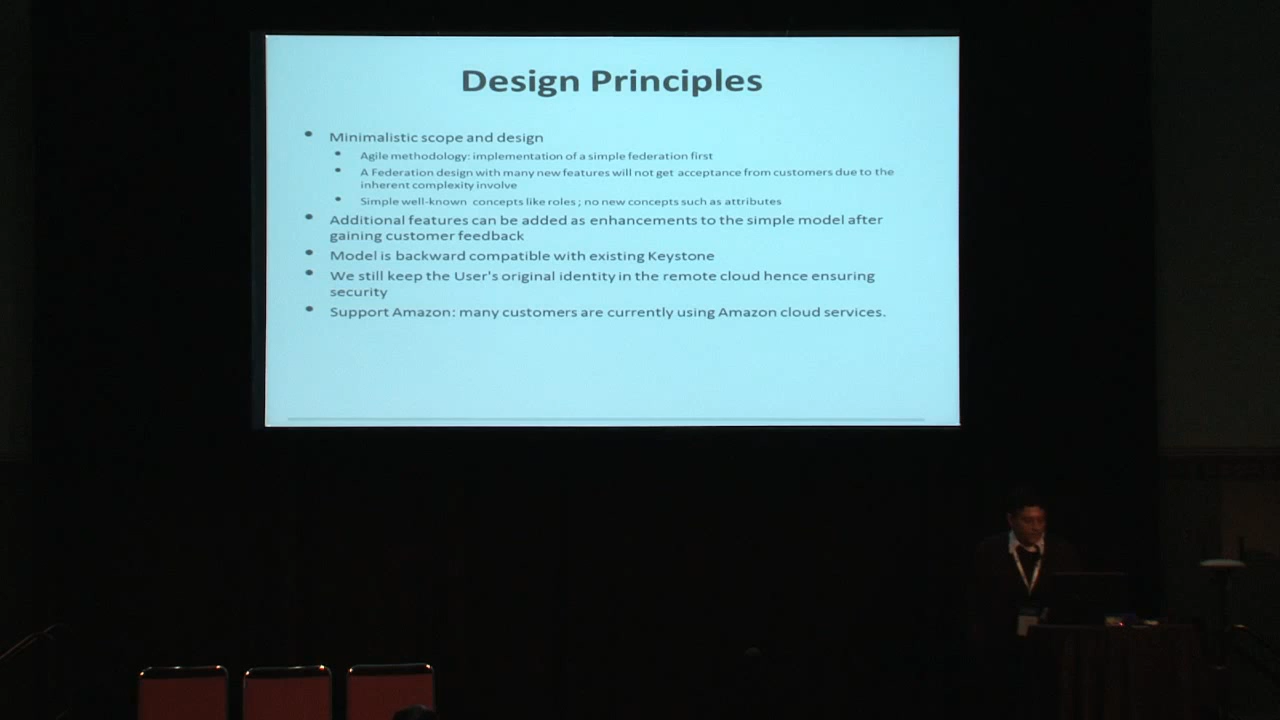 Design Principles
Minimalistic scope and design
Agile methodology: implementation of a simple federation first
A Federation design with many new features will not get acceptance from customers due to the
inherent complexity involve
Simple well-known concepts like roles ; no new concepts such as attributes
Additional features can be added as enhancements to the simple model after
gaining customer feedback
Model is backward compatible with existing Keystone
We still keep the User's original identity in the remote cloud hence ensuring
security
Support Amazon: many customers are currently using Amazon cloud services.